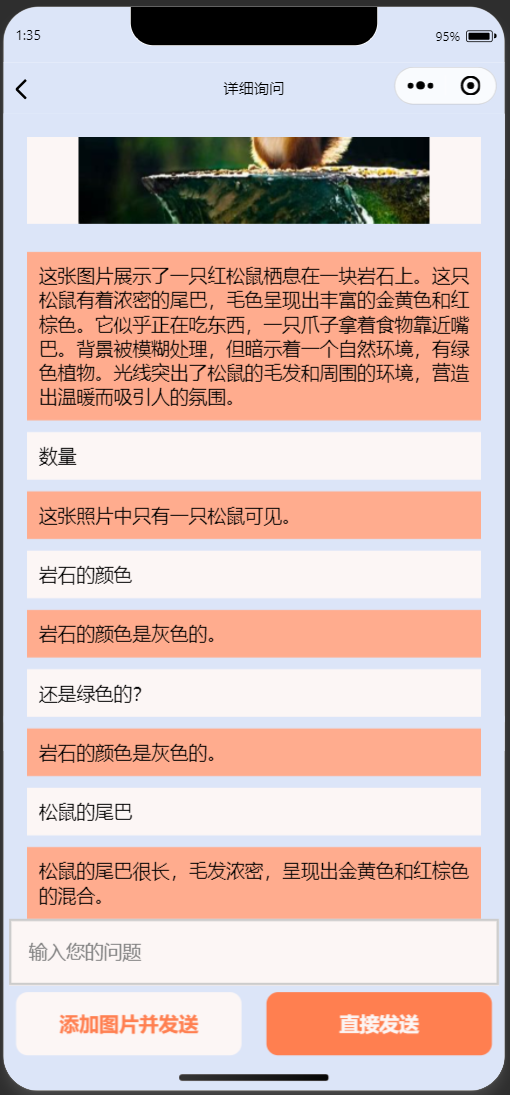 1:35
95%
详细询问
这张图片展示了一只红松鼠栖息在一块岩石上。这只
松鼠有着浓密的尾巴，毛色呈现出丰富的金黄色和红
棕色。它似乎正在吃东西，一只爪子拿着食物靠近嘴
巴。背景被模糊处理，但暗示着一个自然环境，有绿
色植物。光线突出了松鼠的毛发和周围的环境，营造
出温暖而吸引人的氛围。
数量
这张照片中只有一只松鼠可见。
岩石的颜色
岩石的颜色是灰色的。
还是绿色的？
岩石的颜色是灰色的。
松鼠的尾巴
松鼠的尾巴很长，毛发浓密，呈现出金黄色和红棕色
的混合。
输入您的问题
添加图片并发送
直接发送